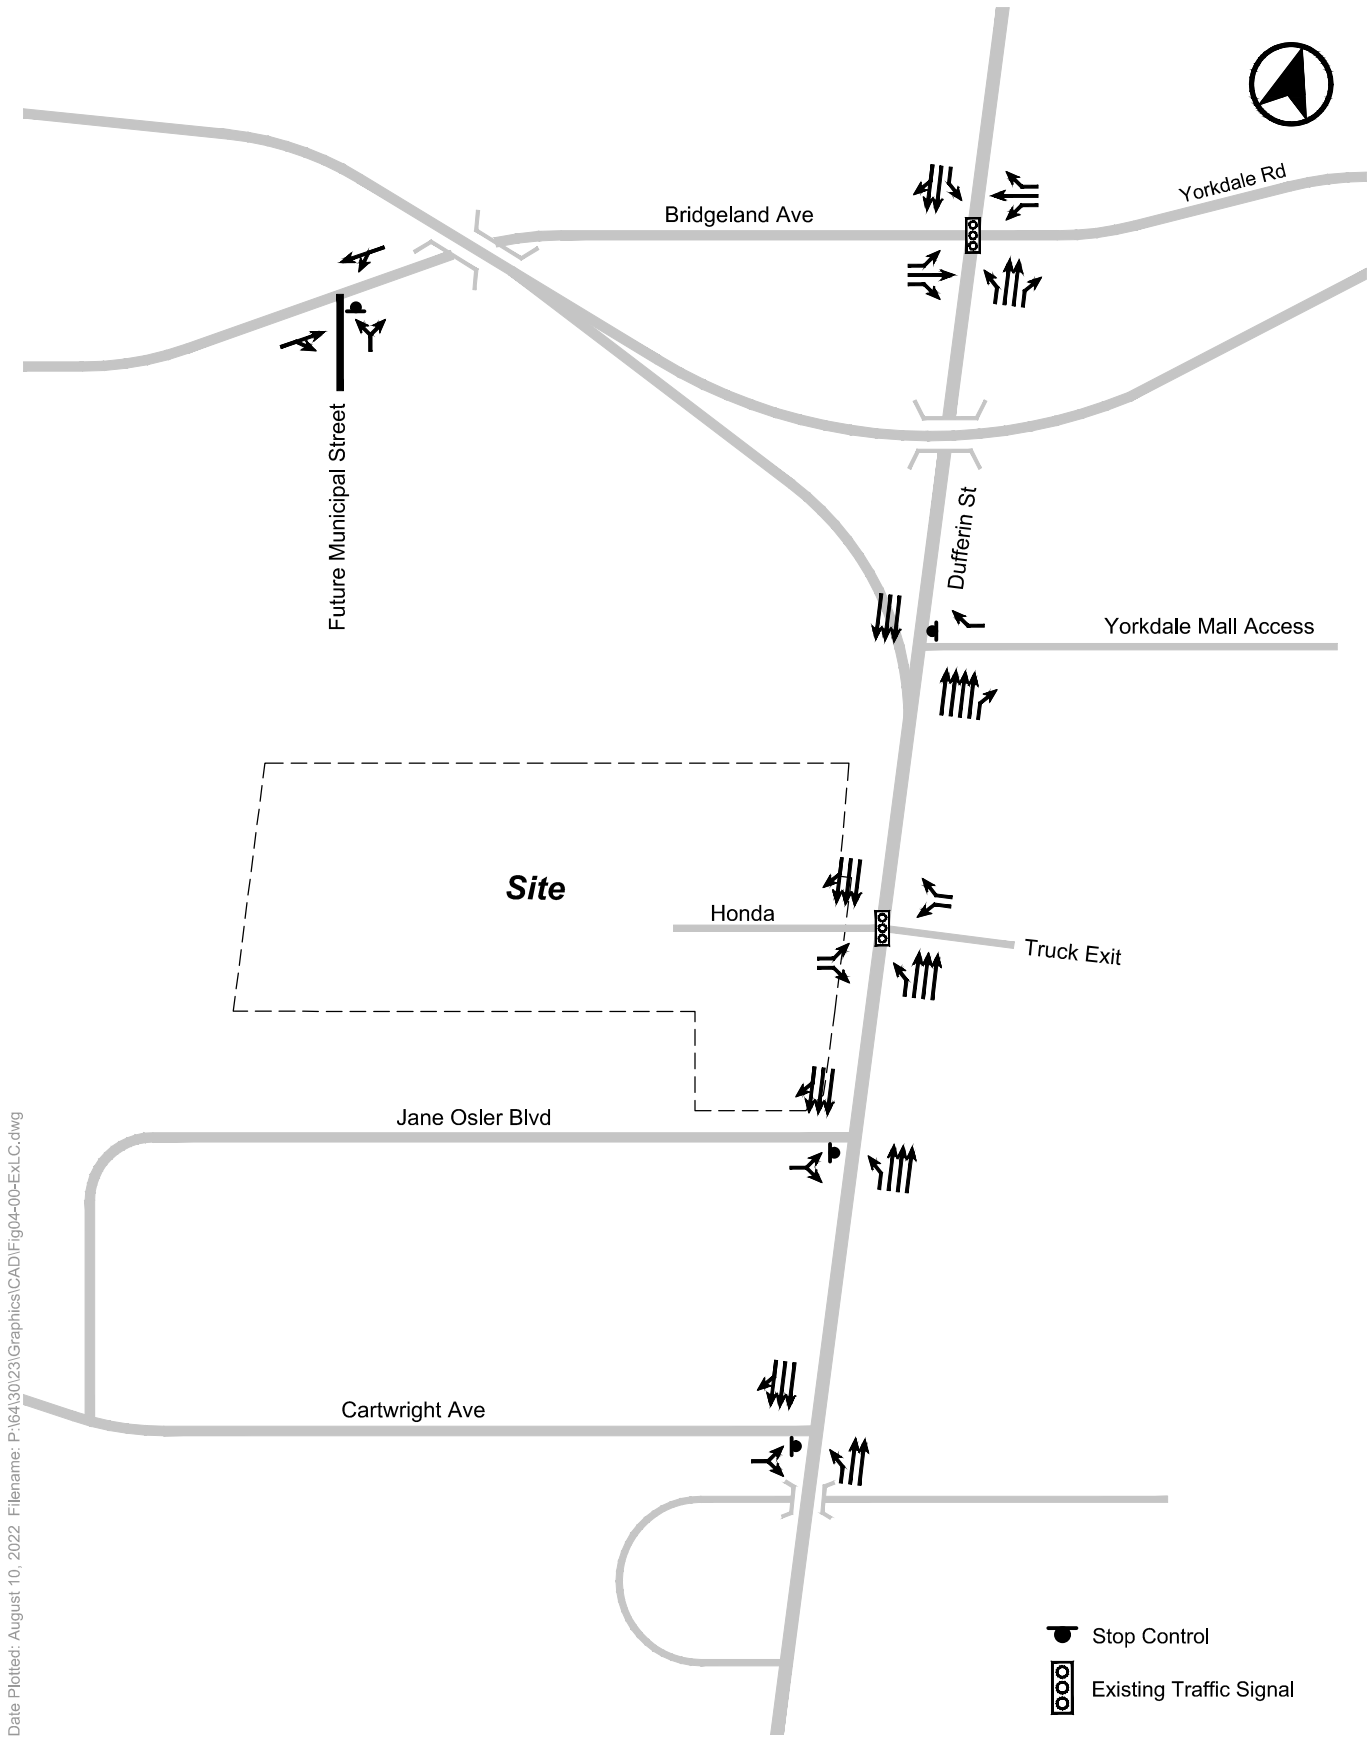 Yorkdale Rd
Bridgeland Ave
Future Municipal Street
Dufferin St
Yorkdale Mall Access
Site
Honda
Truck Exit
Jane Osler Blvd
Cartwright Ave
Stop Control
Existing Traffic Signal
Date Plotted: August 10, 2022 Filename: P:\64\30\23\Graphics\CAD\Fig04-00-ExLC.dwg